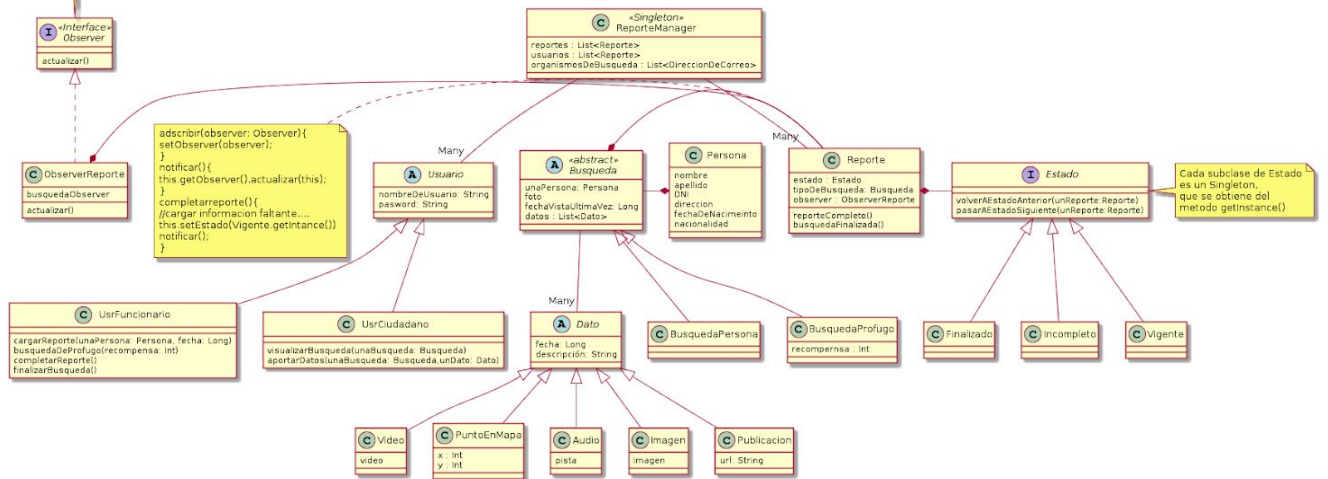 «Interface»
Observer
actualizar()
«Singleton»
ReporteManager
reportes : List<Reporte>
usuarios : List<Reporte>
organismosDeBusqueda : List<DireccionDeCorreo>
adscribir(observer: Observer){
setObserver(observer);
}
notificar(){
this.getObserver().actualizar(this);
}
completarreporte(){
//cargar informacion faltante....
this.setEstado(Vigente.getIntance())
notificar();
}
ObserverReporte
busquedaObserver
actualizar()
Many
Usuario
nombreDeUsuario: String
pasword: String
«abstract»
Busqueda
unaPersona: Persona
foto
fechaVistaUltimaVez: Long
datos : List<Dato>
Persona
nombre
apellido
DNI
direccion
fechaDeNacimeinto
nacionalidad
Many
Reporte
estado : Estado
tipoDeBusqueda: Busqueda
observer : ObserverReporte
reporteCompleto()
busquedaFinalizada()
Estado
volverAEstadoAnterior(unReporte:Reporte)
pasarAEstadoSiguiente(unReporte:Reporte)
Cada subclase de Estado
es un Singleton,
que se obtiene del
metodo getInstance()
UsrFuncionario
cargarReporte(unaPersona: Persona, fecha: Long)
busquedaDeProfugo(recompensa: Int)
completarReporte()
finalizarBusqueda()
UsrCiudadano
visualizarBusqueda(unaBusqueda: Busqueda)
aportarDatos(unaBusqueda: Busqueda,unDato: Dato)
Many
Dato
fecha: Long
descripción: String
BusquedaPersona
BusquedaProfugo
recompernsa : Int
Finalizado
Incompleto
Vigente
Video
video
PuntoEnMapa
x : Int
y : Int
Audio
pista
Imagen
imagen
Publicacion
url: String